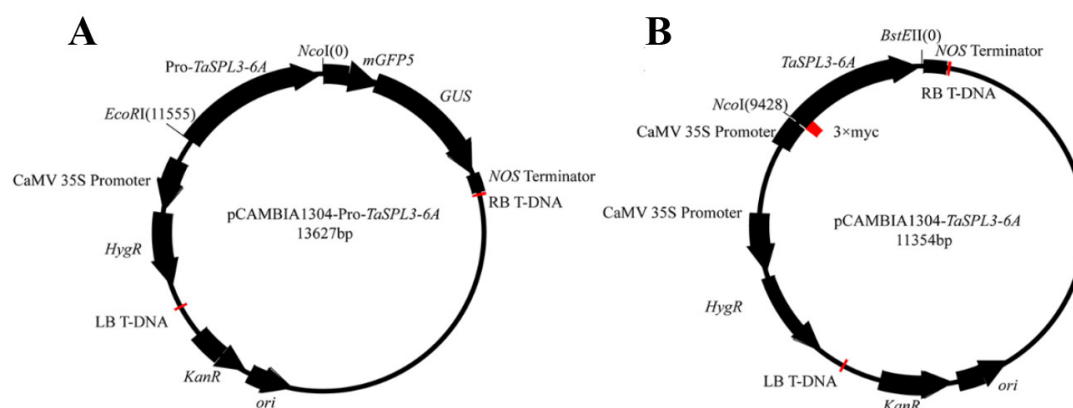 A
NcoI(0)
mGFP5
Pro-TaSPL3-6A
GUS
EcoRI(11555)
CaMV 35S Promoter
NOS Terminator
RB T-DNA
pCAMBIA1304-Pro-TaSPL3-6A
13627bp
HygR
LB T-DNA
KanR
ori
B
BstEII(0)
NOS Terminator
TaSPL3-6A
RB T-DNA
NcoI(9428)
CaMV 35S Promoter
3×myc
CaMV 35S Promoter
pCAMBIA1304-TaSPL3-6A
11354bp
HygR
LB T-DNA
KanR
ori